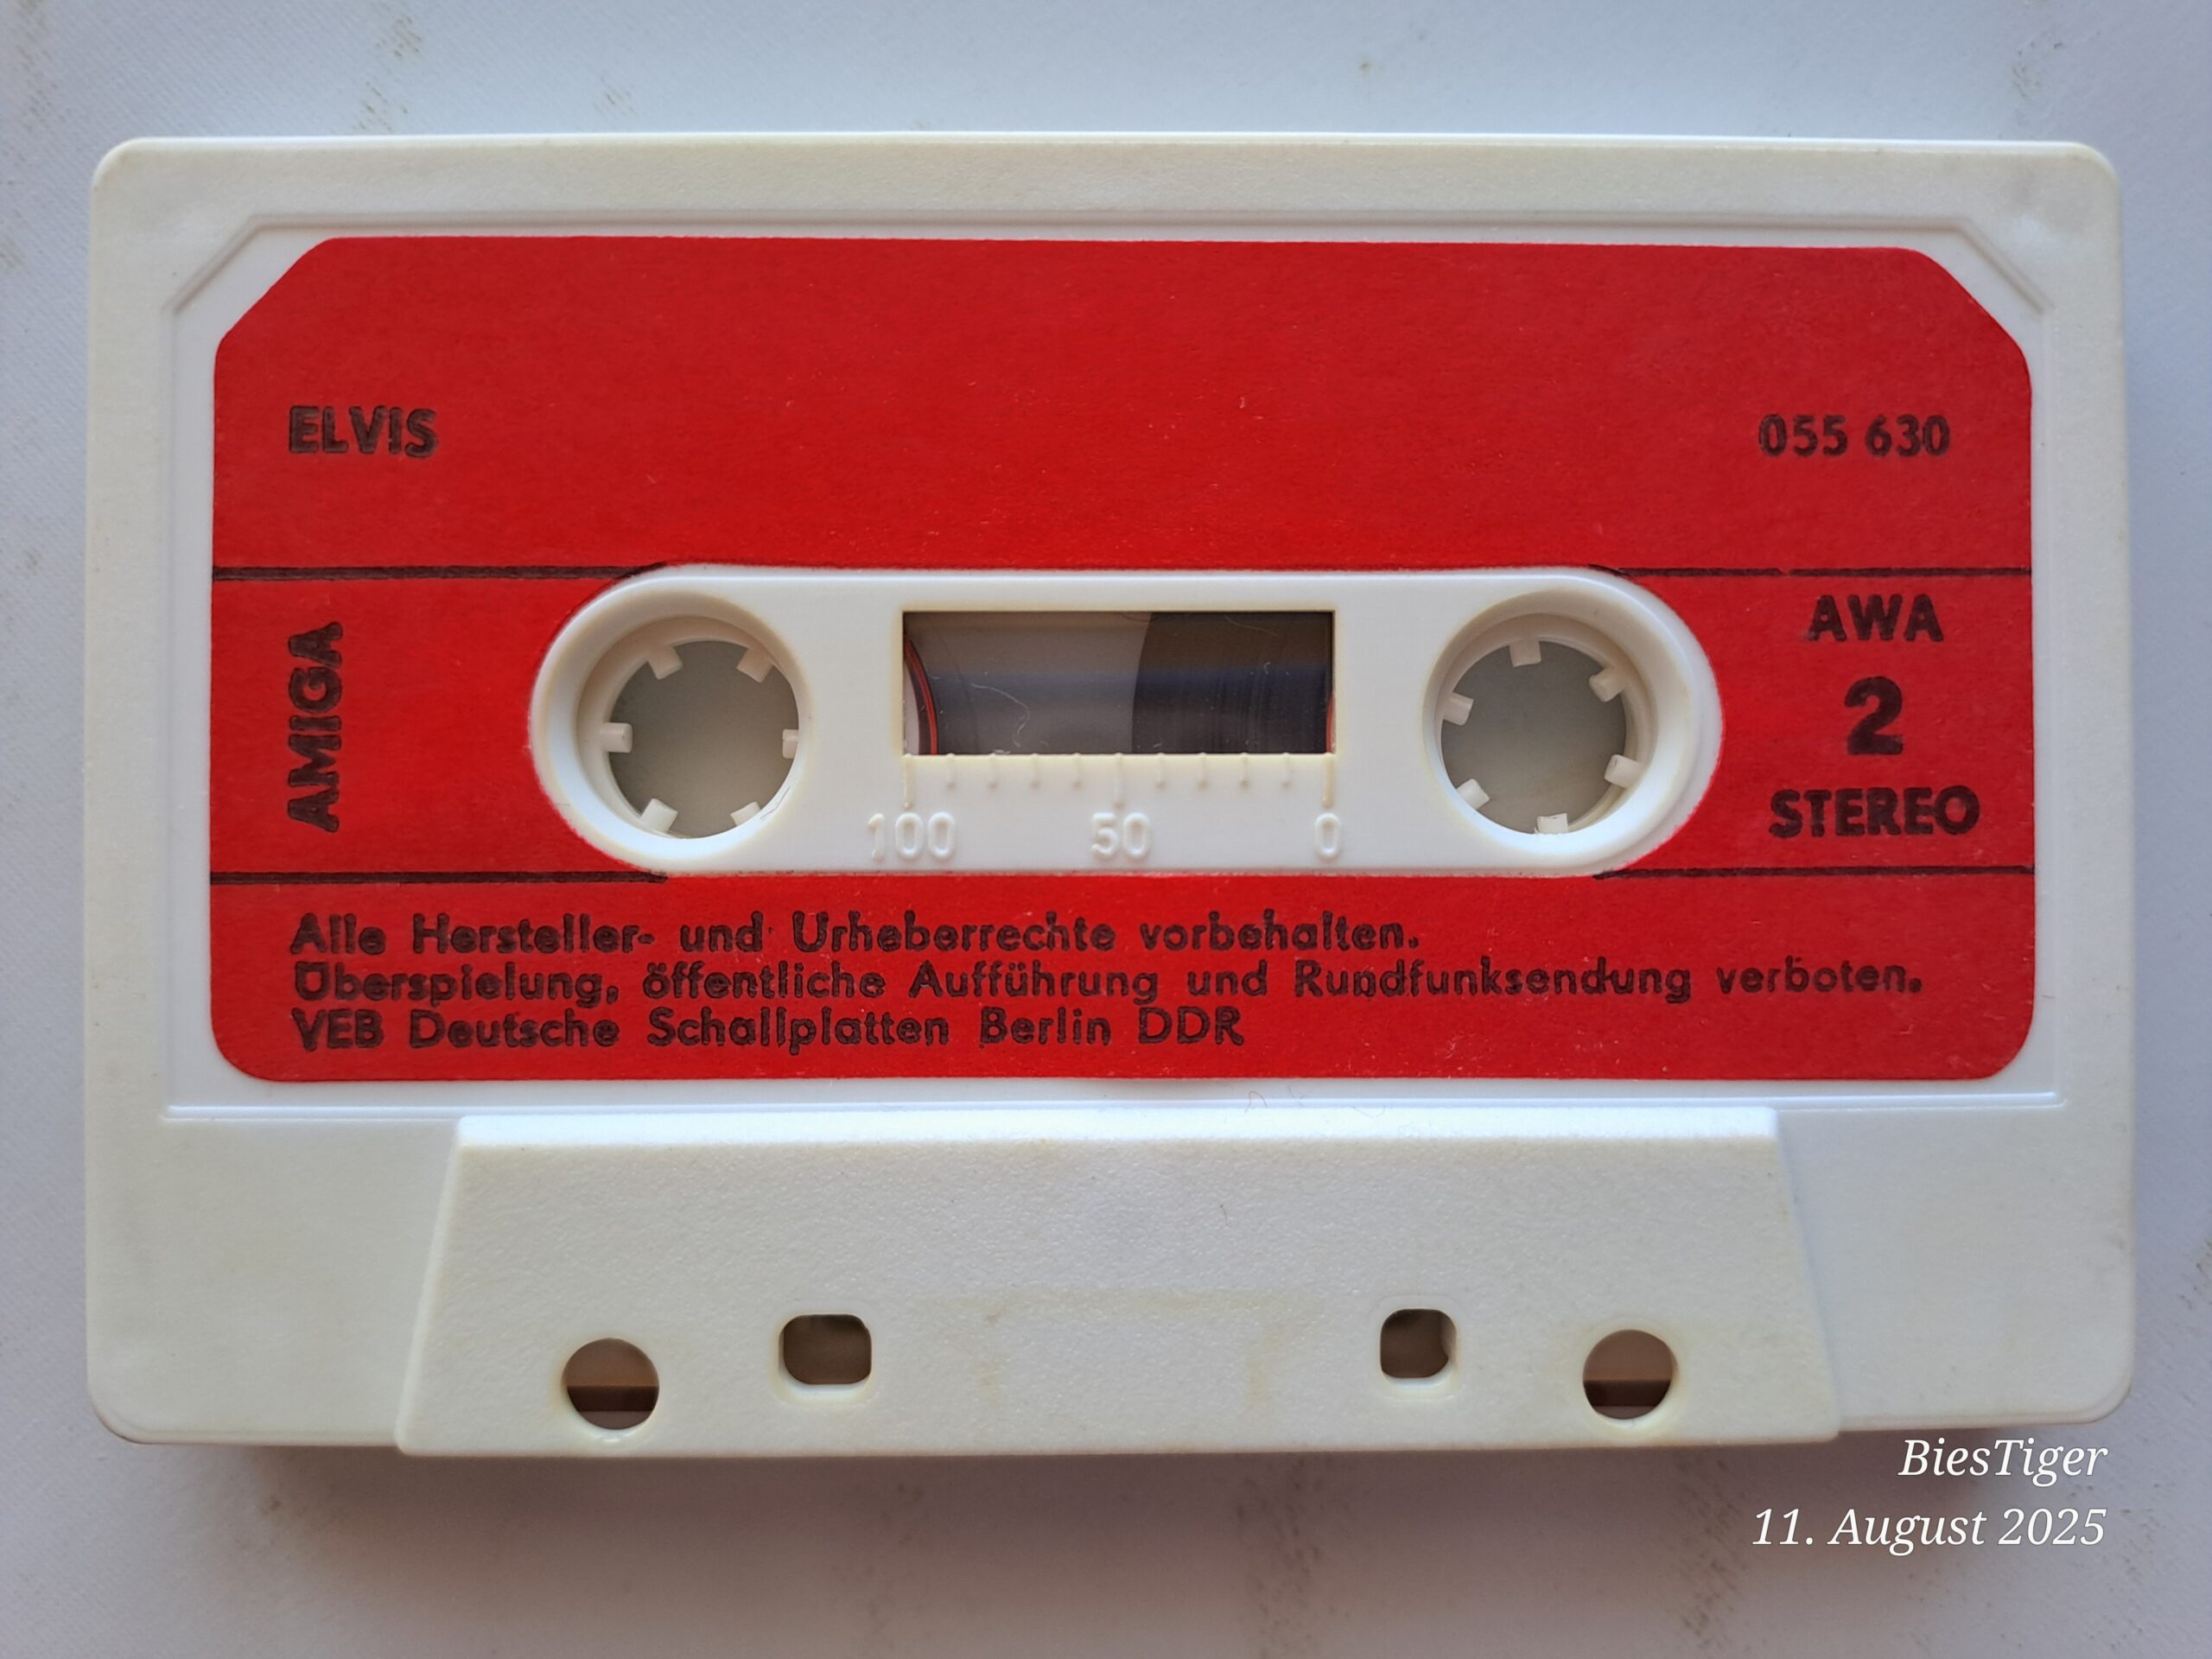 ELVIS
055 630
AMIGA
AWA
2
STEREO
100 50 0
Alle Hersteller- und Urheberrechte vorbehalten.
Überspielung, öffentliche Aufführung und Rundfunksendung verboten.
VEB Deutsche Schallplatten Berlin DDR
BiesTiger
11. August 2025